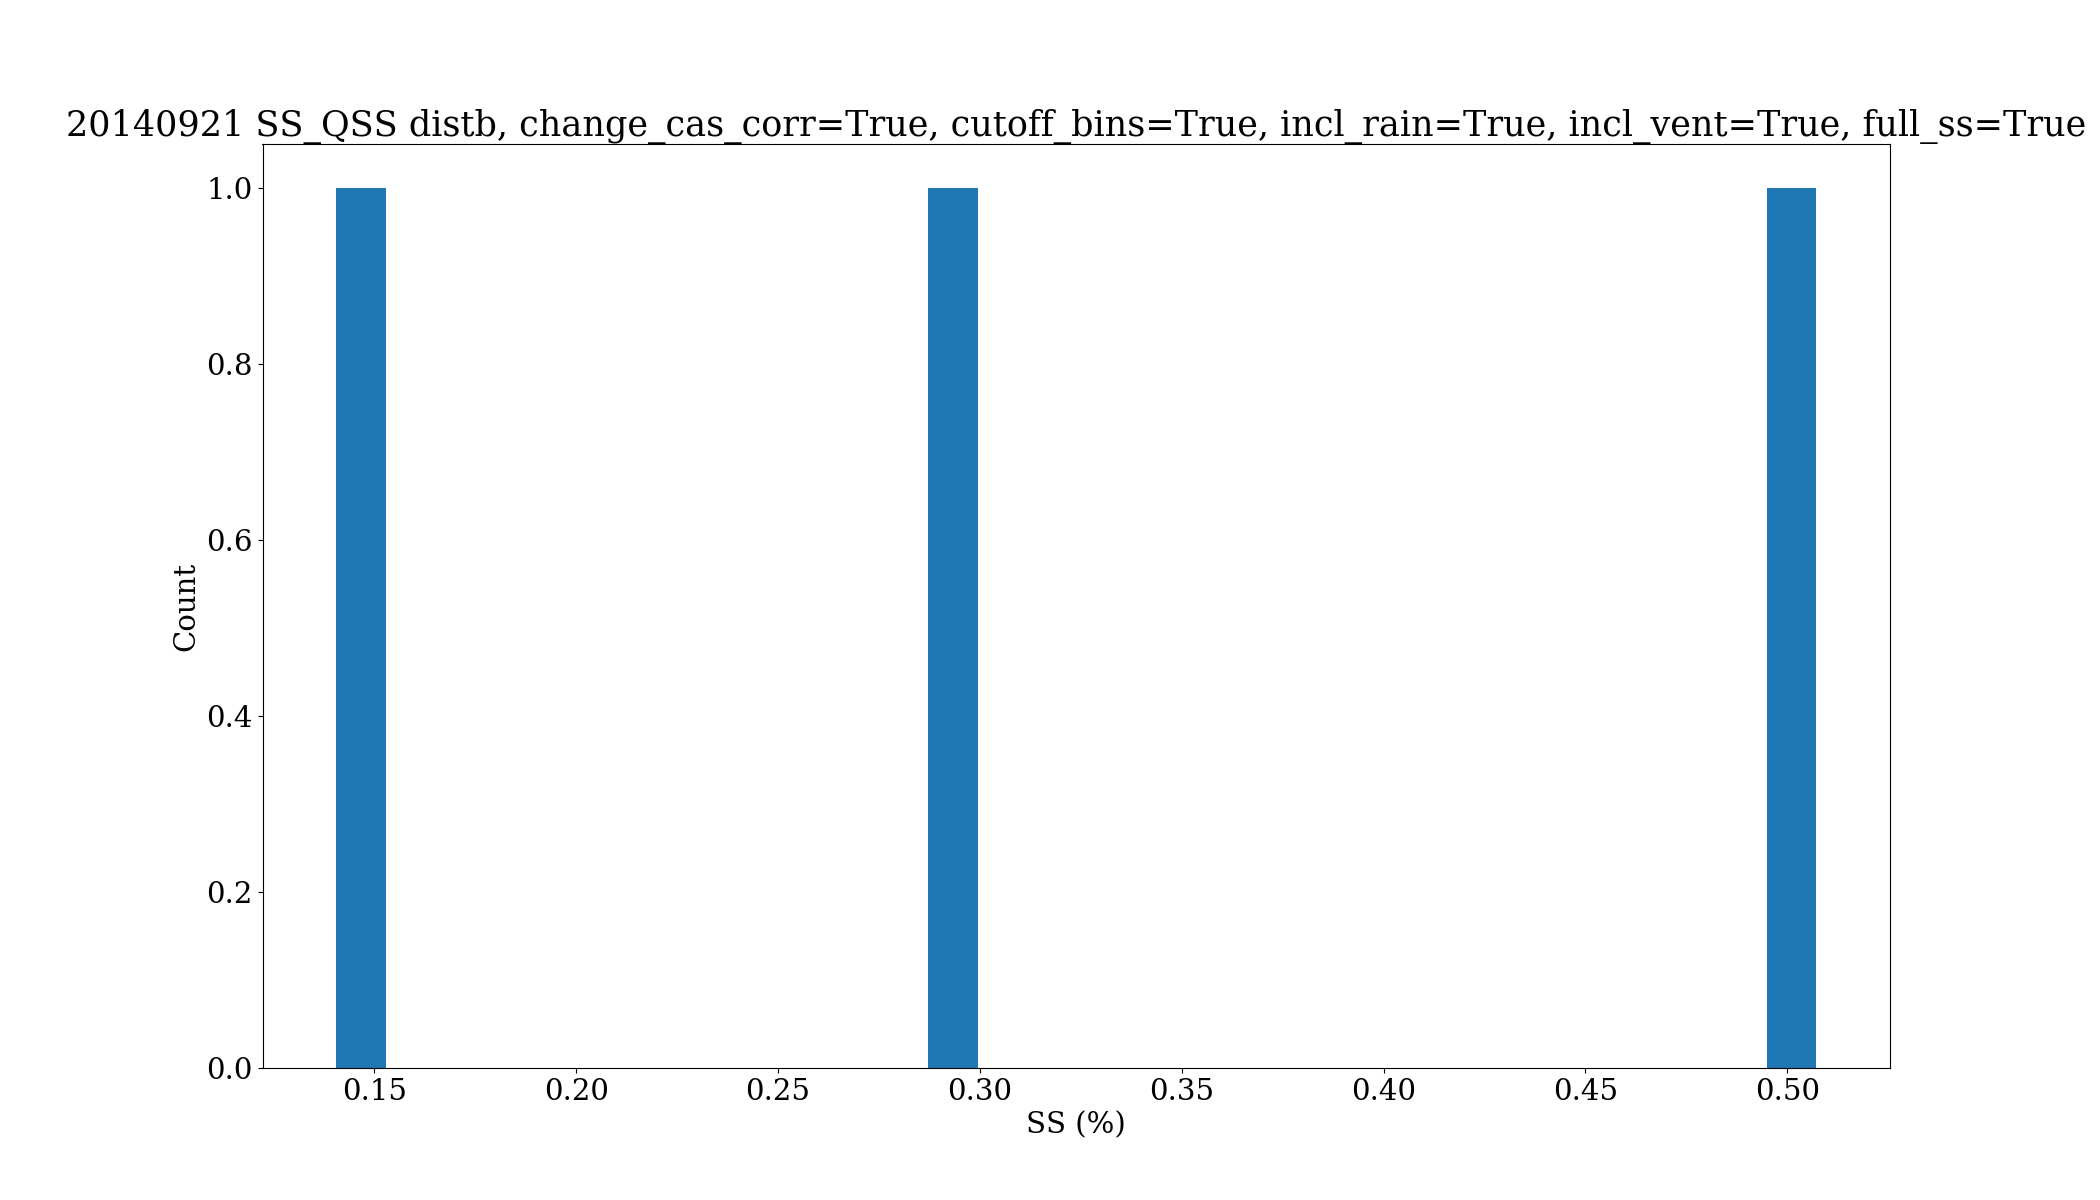 20140921 SS_QSS distb, change_cas_corr=True, cutoff_bins=True, incl_rain=True, incl_vent=True, full_ss=True
1.0
0.8
0.6
0.4
0.2
0.0
Count
0.15 0.20 0.25 0.30 0.35 0.40 0.45 0.50
SS (%)